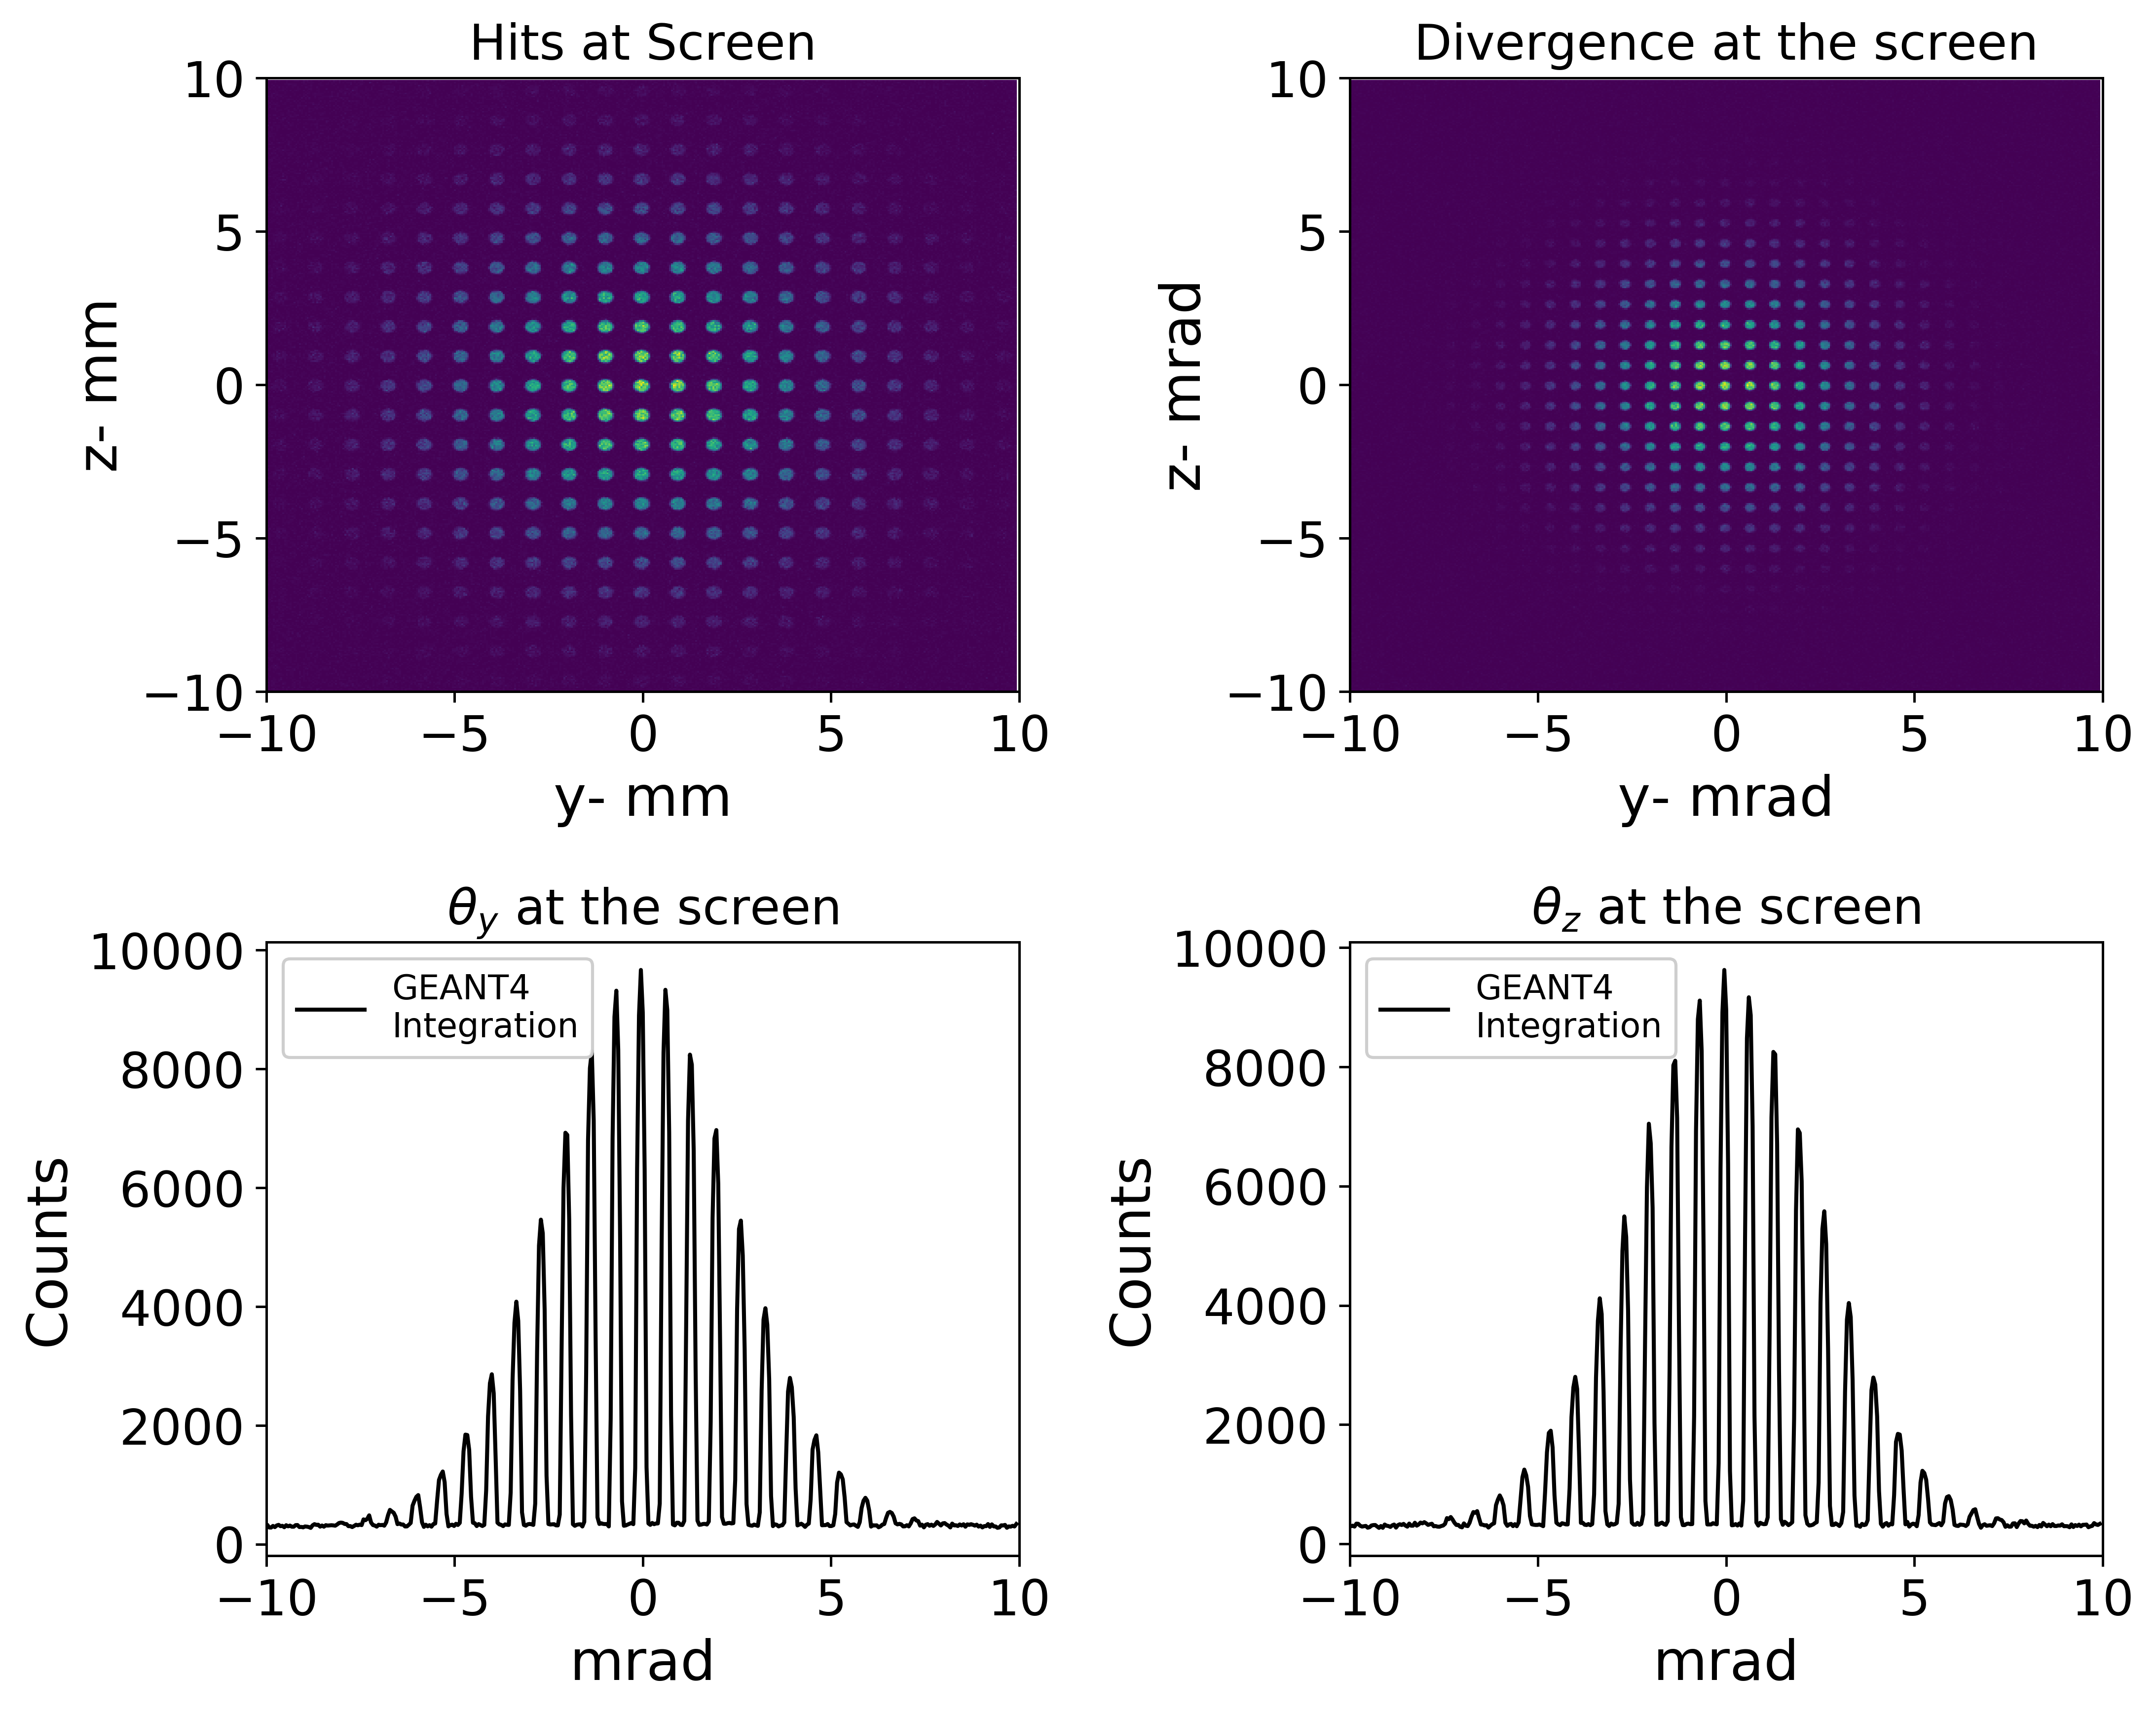 Hits at Screen
10
5
0
−5
−10
z- mm
−10 −5 0 5 10
y- mm
Divergence at the screen
10
5
0
−5
−10
z- mrad
−10 −5 0 5 10
y- mrad
θy at the screen
10000
8000
6000
4000
2000
0
Counts
GEANT4
Integration
−10 −5 0 5 10
mrad
θz at the screen
10000
8000
6000
4000
2000
0
Counts
GEANT4
Integration
−10 −5 0 5 10
mrad